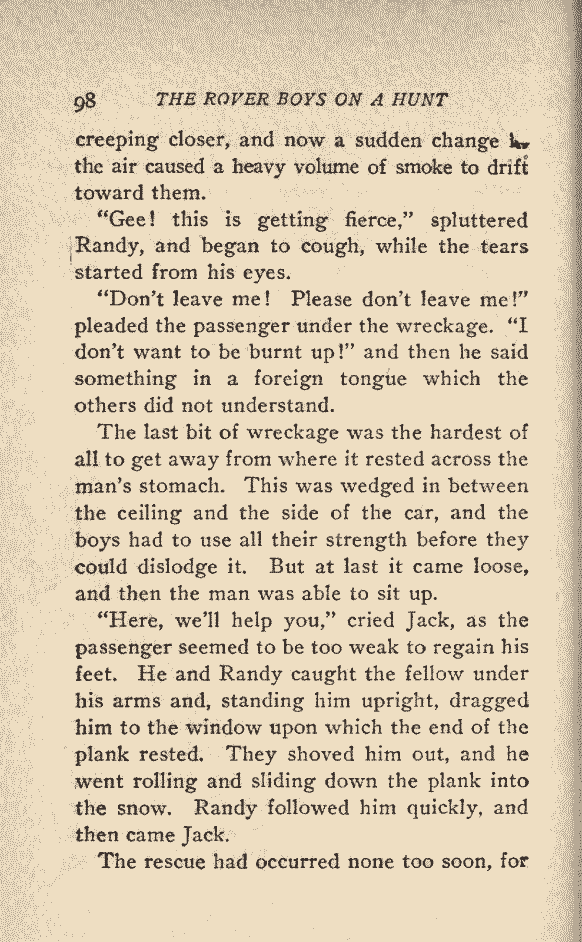 98 THE ROVER BOYS ON A HUNT
creeping closer, and now a sudden change
the air caused a heavy volume of smoke to drift
toward them.
“Gee! this is getting fierce,” spluttered
Randy, and began to cough, while the tears
started from his eyes.
“Don’t leave me! Please don’t leave me!”
pleaded the passenger under the wreckage. “I
don’t want to be burnt up!” and then he said
something in a foreign tongue which the
others did not understand.
The last bit of wreckage was the hardest of
all to get away from where it rested across the
man’s stomach. This was wedged in between
the ceiling and the side of the car, and the
boys had to use all their strength before they
could dislodge it. But at last it came loose,
and then the man was able to sit up.
“Here, we’ll help you,” cried Jack, as the
passenger seemed to be too weak to regain his
feet. He and Randy caught the fellow under
his arms and, standing him upright, dragged
him to the window upon which the end of the
plank rested. They shoved him out, and he
went rolling and sliding down the plank into
the snow. Randy followed him quickly, and
then came Jack.
The rescue had occurred none too soon, for